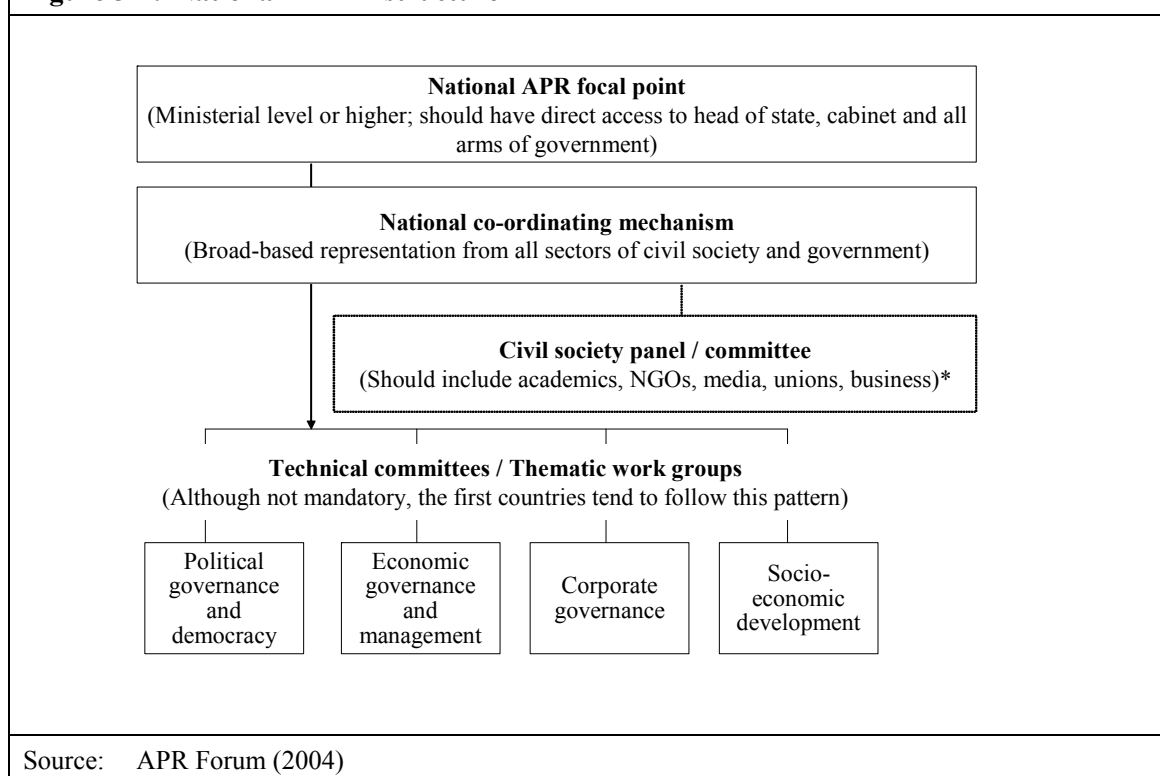 National APR focal point
(Ministerial level or higher; should have direct access to head of state, cabinet and all
arms of government)
National co-ordinating mechanism
(Broad-based representation from all sectors of civil society and government)
Civil society panel / committee
(Should include academics, NGOs, media, unions, business)*
Technical committees / Thematic work groups
(Although not mandatory, the first countries tend to follow this pattern)
Political
governance
and
democracy
Economic
governance
and
management
Corporate
governance
Socio-
economic
development
Source: APR Forum (2004)